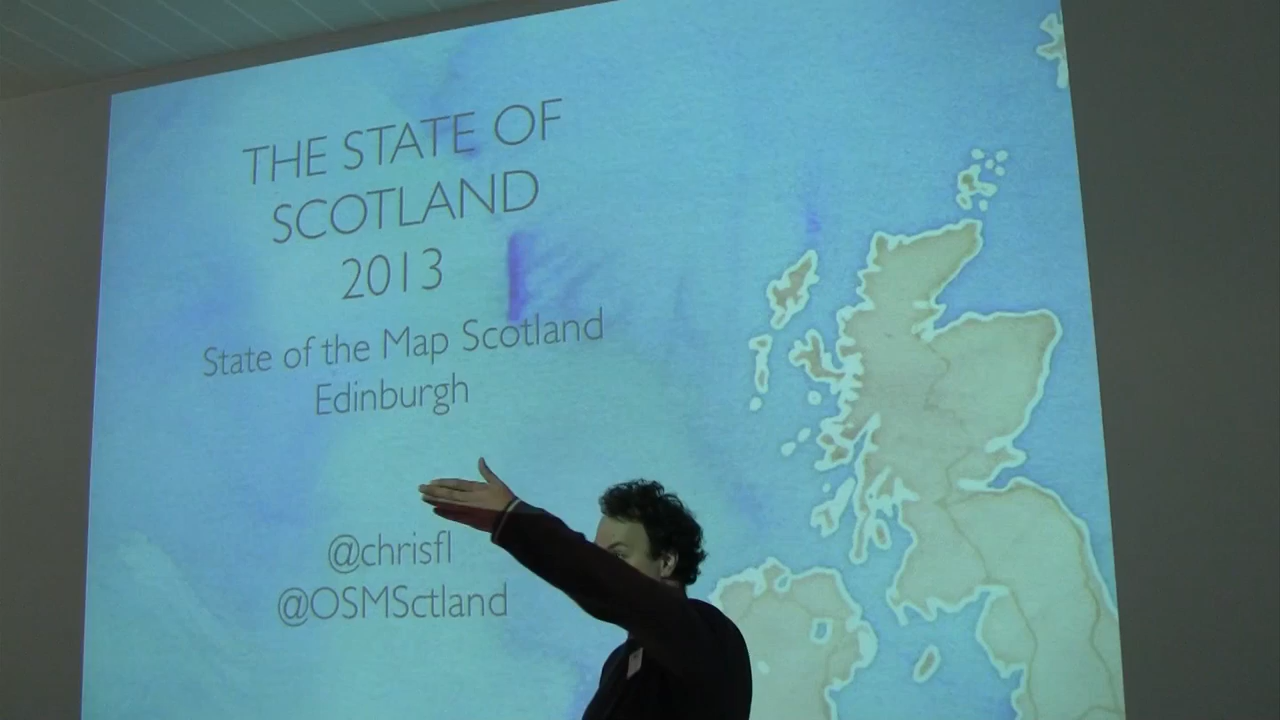 THE STATE OF
SCOTLAND
2013
State of the Map Scotland
Edinburgh
@chrisfl
@OSMSctland